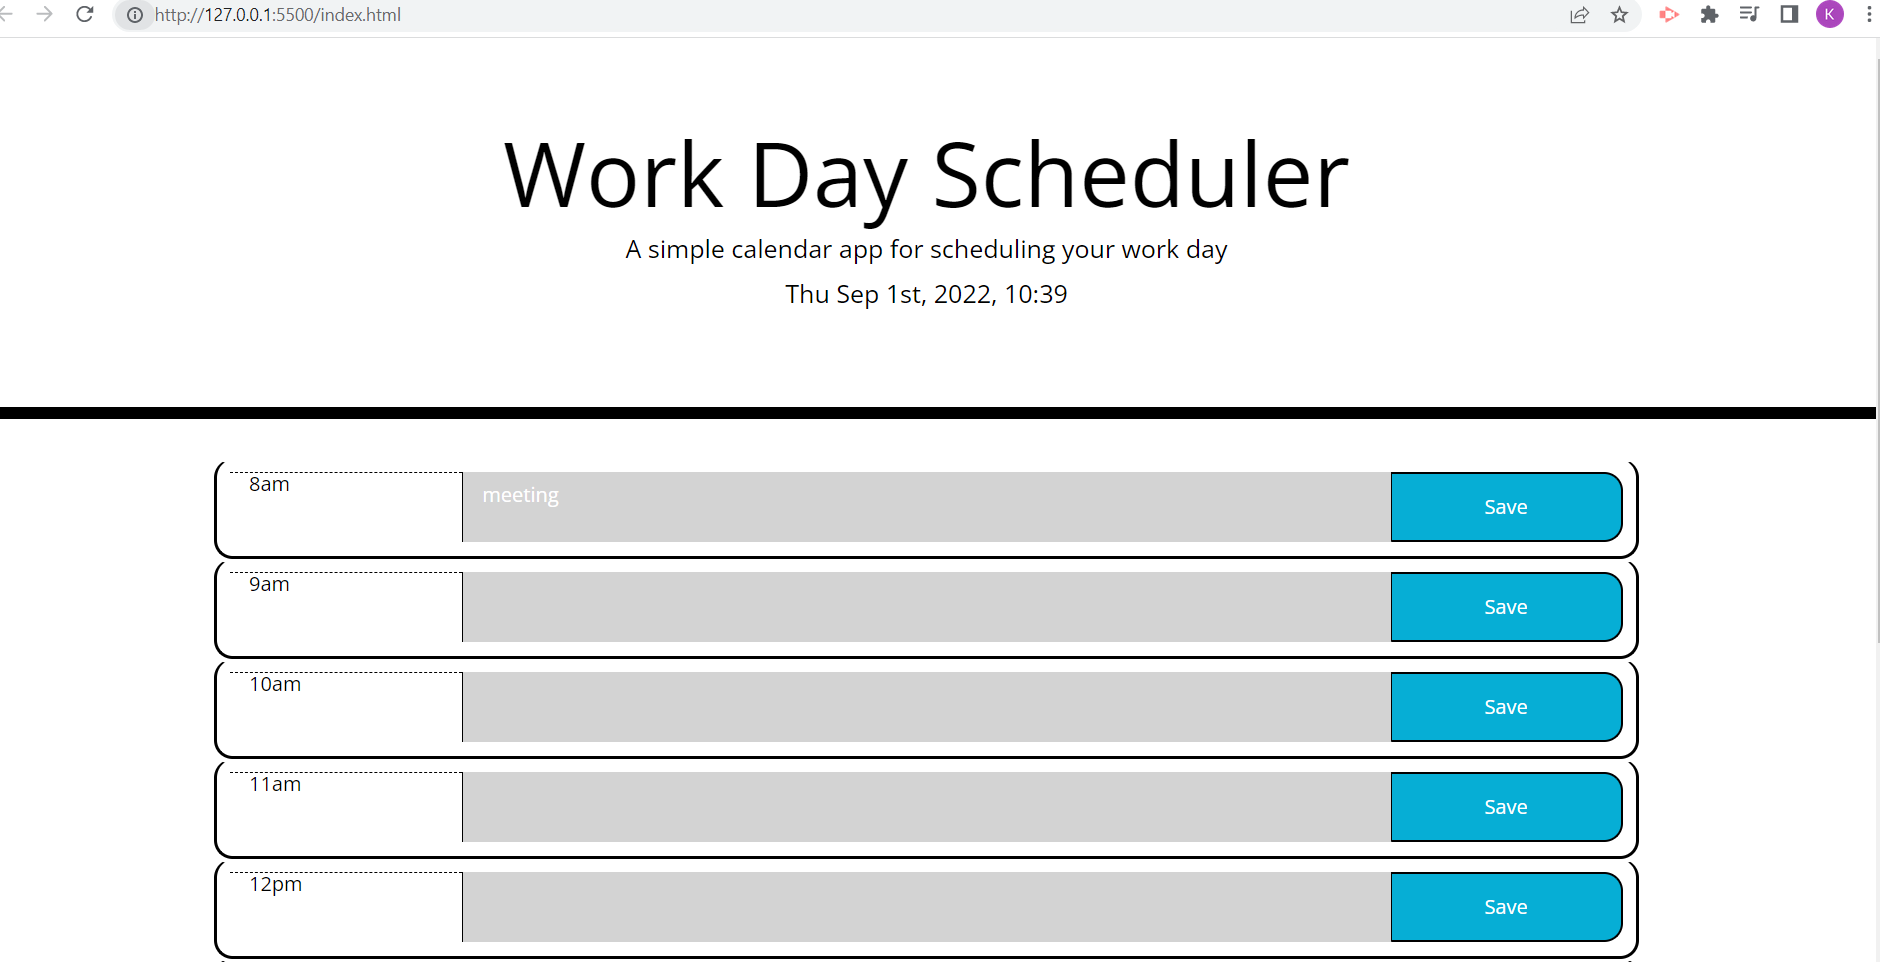 http://127.0.0.1:5500/index.html
K
Work Day Scheduler
A simple calendar app for scheduling your work day
Thu Sep 1st, 2022, 10:39
8am
meeting
Save
9am
Save
10am
Save
11am
Save
12pm
Save